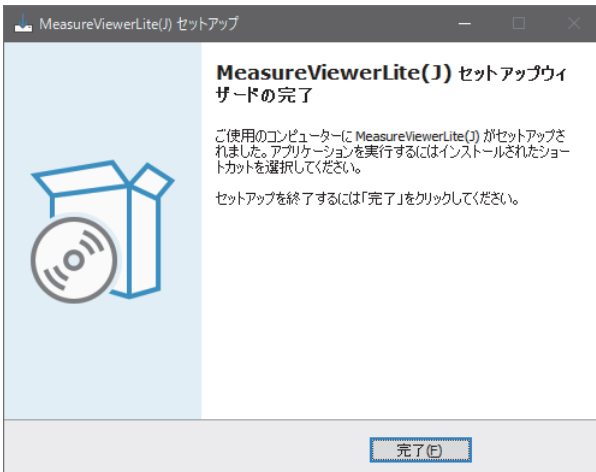 MeasureViewerLite(J) セットアップ
MeasureViewerLite(J) セットアップウィ
ザードの完了
ご使用のコンピューターに MeasureViewerLite(J) がセットアップさ
れました。アプリケーションを実行するにはインストールされたショー
トカットを選択してください。
セットアップを終了するには「完了」をクリックしてください。
完了(F)